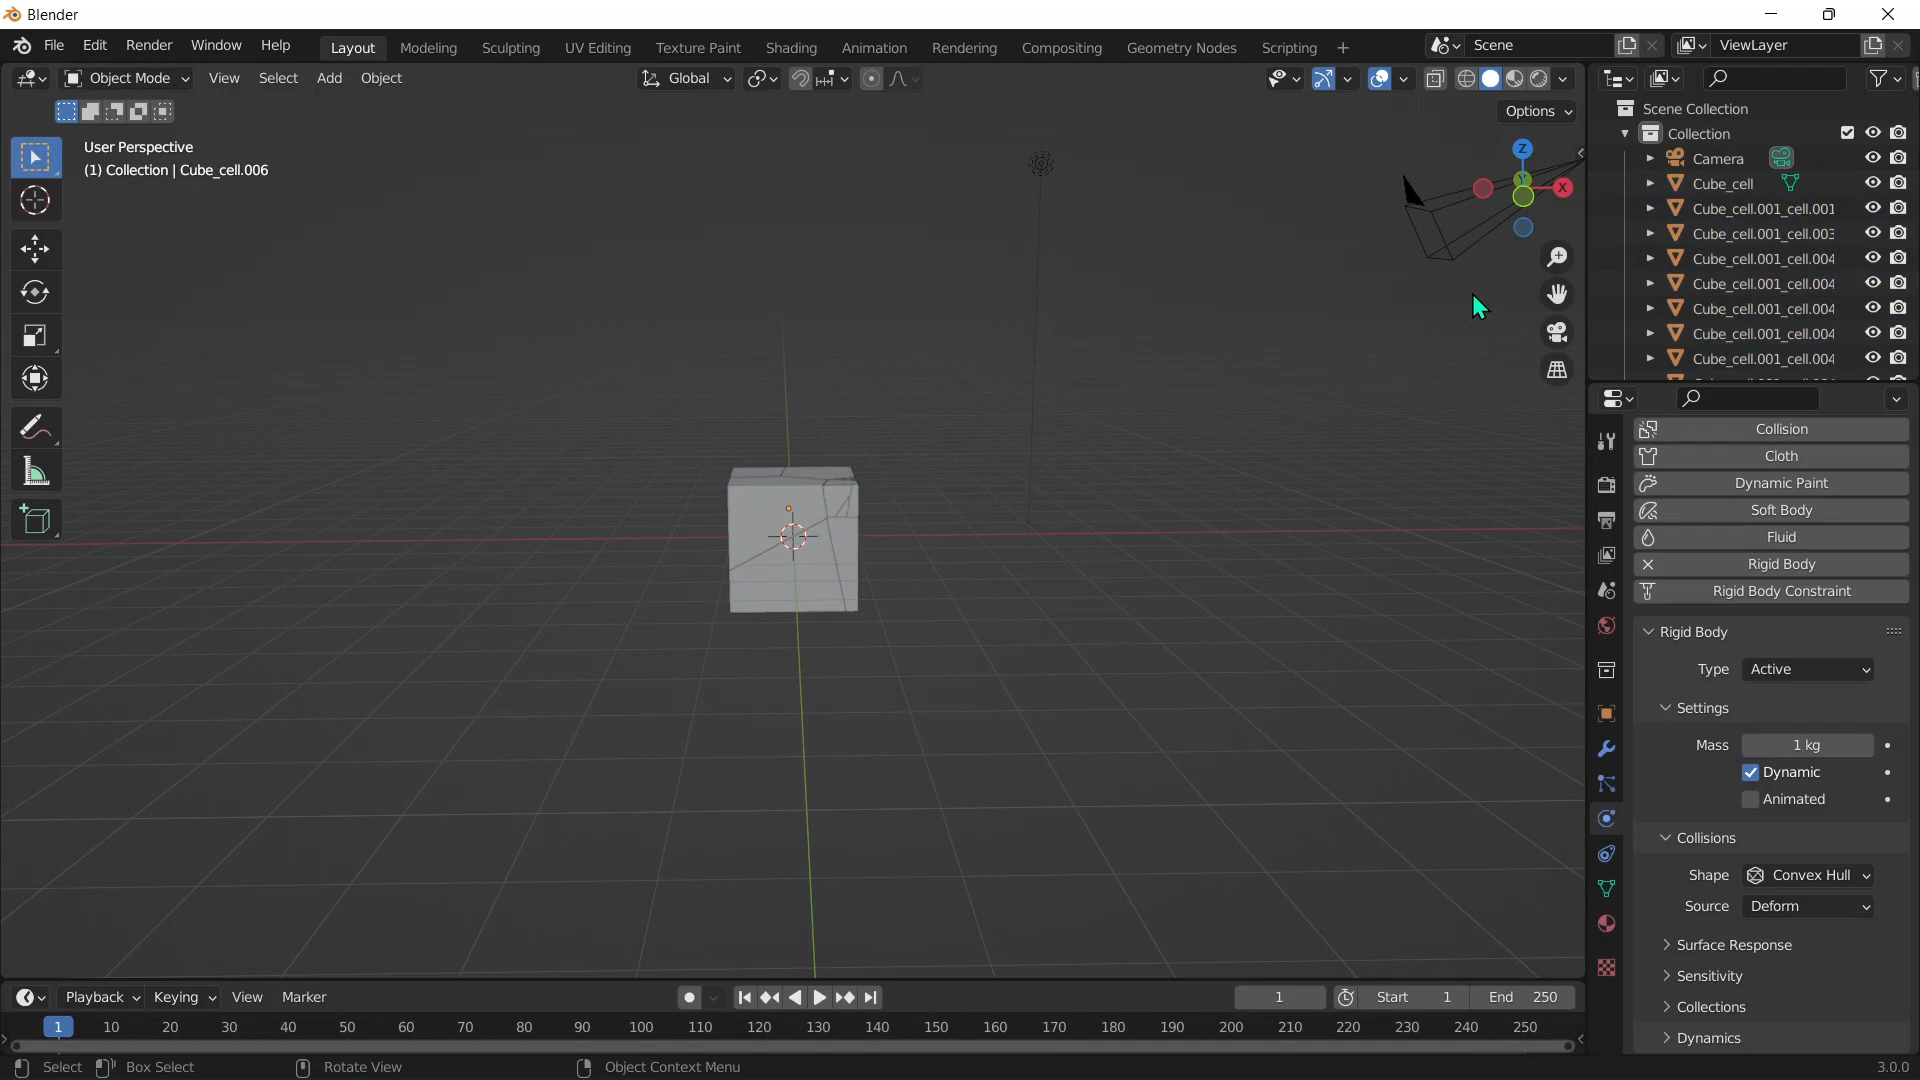 Blender
File Edit Render Window Help Layout Modeling Sculpting UV Editing Texture Paint Shading Animation Rendering Compositing Geometry Nodes Scripting + Scene ViewLayer
Object Mode View Select Add Object Global
Options
User Perspective
(1) Collection | Cube_cell.006
Z
Y
X
Scene Collection
Collection
Camera
Cube_cell
Cube_cell.001_cell.001
Cube_cell.001_cell.003
Cube_cell.001_cell.004
Cube_cell.001_cell.004
Cube_cell.001_cell.004
Cube_cell.001_cell.004
Cube_cell.001_cell.004
Collision
Cloth
Dynamic Paint
Soft Body
Fluid
Rigid Body
Rigid Body Constraint
Rigid Body
Type Active
Settings
Mass 1 kg
Dynamic
Animated
Collisions
Shape Convex Hull
Source Deform
Surface Response
Sensitivity
Collections
Dynamics
Playback Keying View Marker 1 Start 1 End 250
1 10 20 30 40 50 60 70 80 90 100 110 120 130 140 150 160 170 180 190 200 210 220 230 240 250
Select Box Select Rotate View Object Context Menu 3.0.0